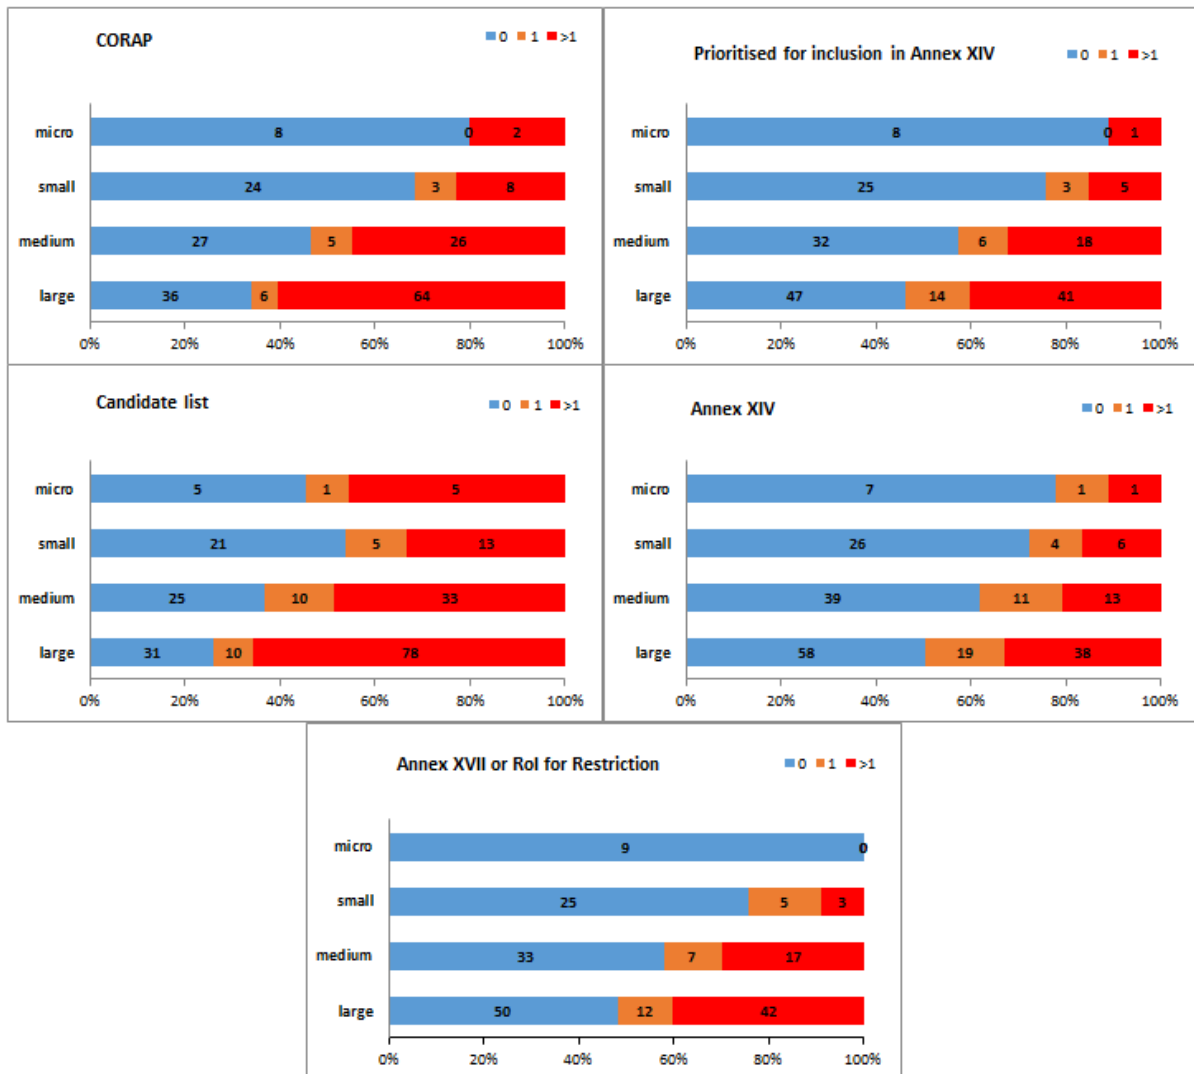 CORAP
0 1 >1
micro 8 0 2
small 24 3 8
medium 27 5 26
large 36 6 64
0% 20% 40% 60% 80% 100%
Prioritised for inclusion in Annex XIV
0 1 >1
micro 8 0 1
small 25 3 5
medium 32 6 18
large 47 14 41
0% 20% 40% 60% 80% 100%
Candidate list
0 1 >1
micro 5 1 5
small 21 5 13
medium 25 10 33
large 31 10 78
0% 20% 40% 60% 80% 100%
Annex XIV
0 1 >1
micro 7 1 1
small 26 4 6
medium 39 11 13
large 58 19 38
0% 20% 40% 60% 80% 100%
Annex XVII or RoI for Restriction
0 1 >1
micro 9 0
small 25 5 3
medium 33 7 17
large 50 12 42
0% 20% 40% 60% 80% 100%